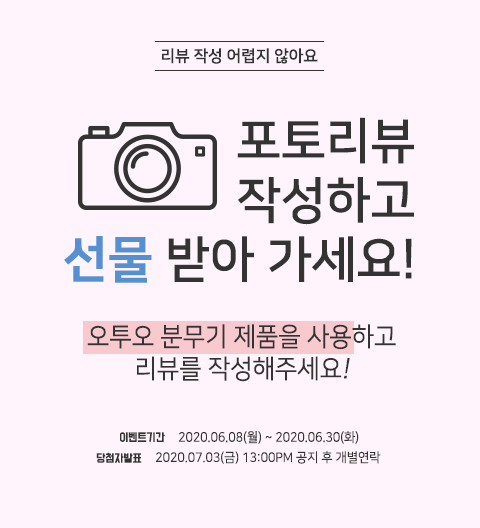 리뷰 작성 어렵지 않아요
포토리뷰
작성하고
선물 받아 가세요!
오투오 분무기 제품을 사용하고
리뷰를 작성해주세요!
이벤트기간 2020.06.08(월) ~ 2020.06.30(화)
당첨자발표 2020.07.03(금) 13:00PM 공지 후 개별연락